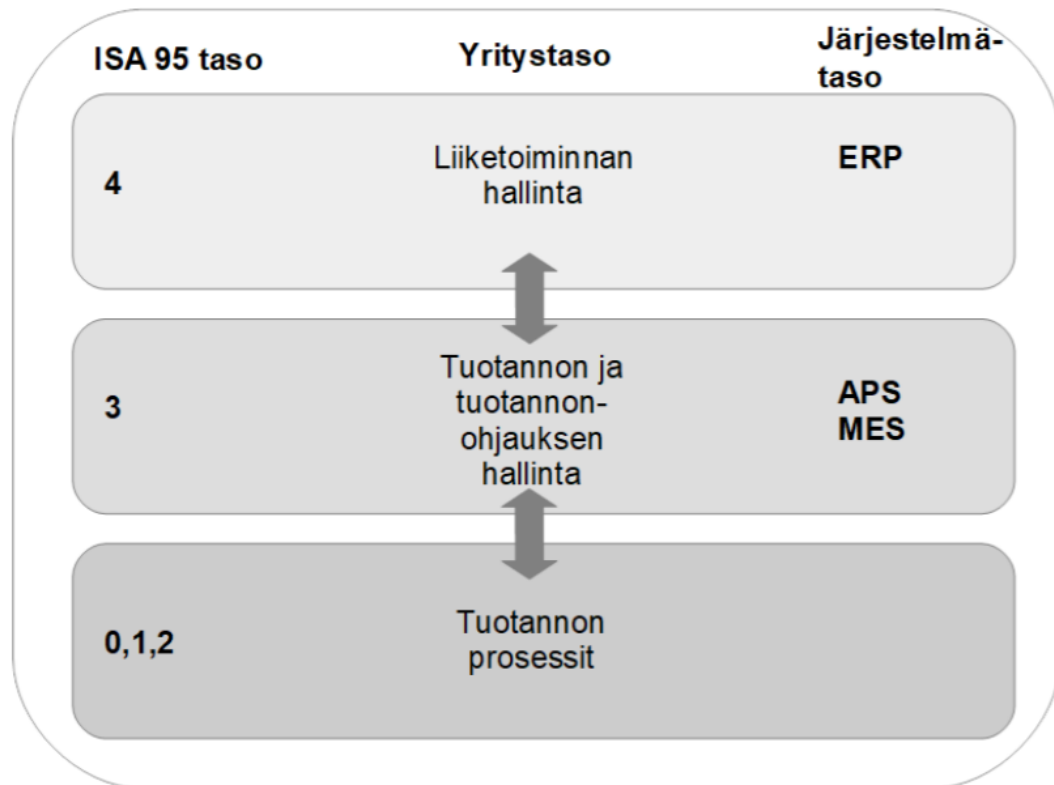 ISA 95 taso
Yritystaso
Järjestelmä-
taso
4
Liiketoiminnan
hallinta
ERP
3
Tuotannon ja
tuotannon-
ohjauksen
hallinta
APS
MES
0,1,2
Tuotannon
prosessit